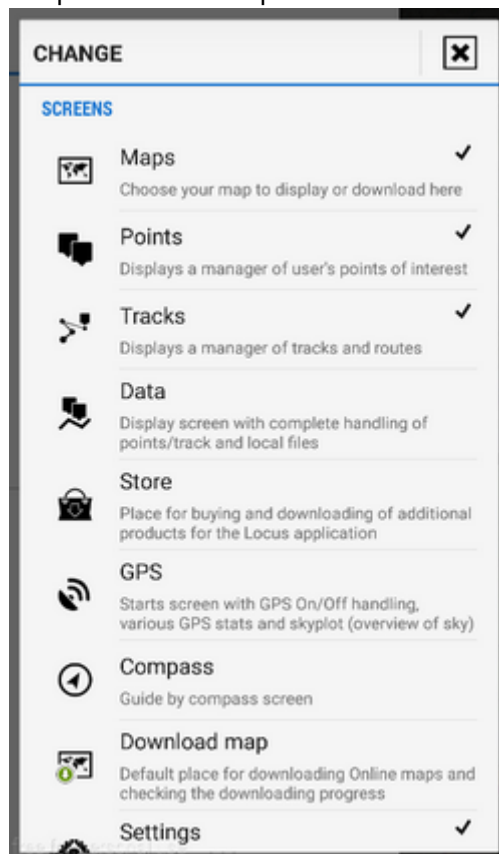 CHANGE
SCREENS
Maps
Choose your map to display or download here
Points
Displays a manager of user's points of interest
Tracks
Displays a manager of tracks and routes
Data
Display screen with complete handling of
points/track and local files
Store
Place for buying and downloading of additional
products for the Locus application
GPS
Starts screen with GPS On/Off handling,
various GPS stats and skyplot (overview of sky)
Compass
Guide by compass screen
Download map
Default place for downloading Online maps and
checking the downloading progress
Settings